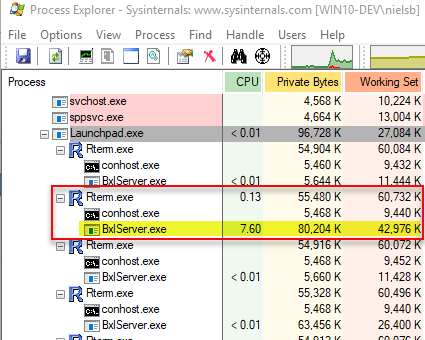 Process Explorer - Sysinternals: www.sysinternals.com [WIN10-DEV\nielsb]
File Options View Process Find Users Handle Help
Process CPU Private Bytes Working Set
svchost.exe 4,568 K 10,224 K
sppsvc.exe 4,664 K 13,004 K
Launchpad.exe < 0.01 96,728 K 27,084 K
Rterm.exe 54,904 K 60,084 K
conhost.exe 5,460 K 9,432 K
BxlServer.exe < 0.01 5,644 K 11,444 K
Rterm.exe 0.13 55,480 K 60,732 K
conhost.exe 5,468 K 9,440 K
BxlServer.exe 7.60 80,204 K 42,976 K
Rterm.exe 54,916 K 60,072 K
conhost.exe 5,468 K 9,452 K
BxlServer.exe < 0.01 5,660 K 11,428 K
Rterm.exe 55,328 K 60,496 K
conhost.exe 5,468 K 9,440 K
BxlServer.exe < 0.01 63,456 K 26,400 K
Rterm.exe